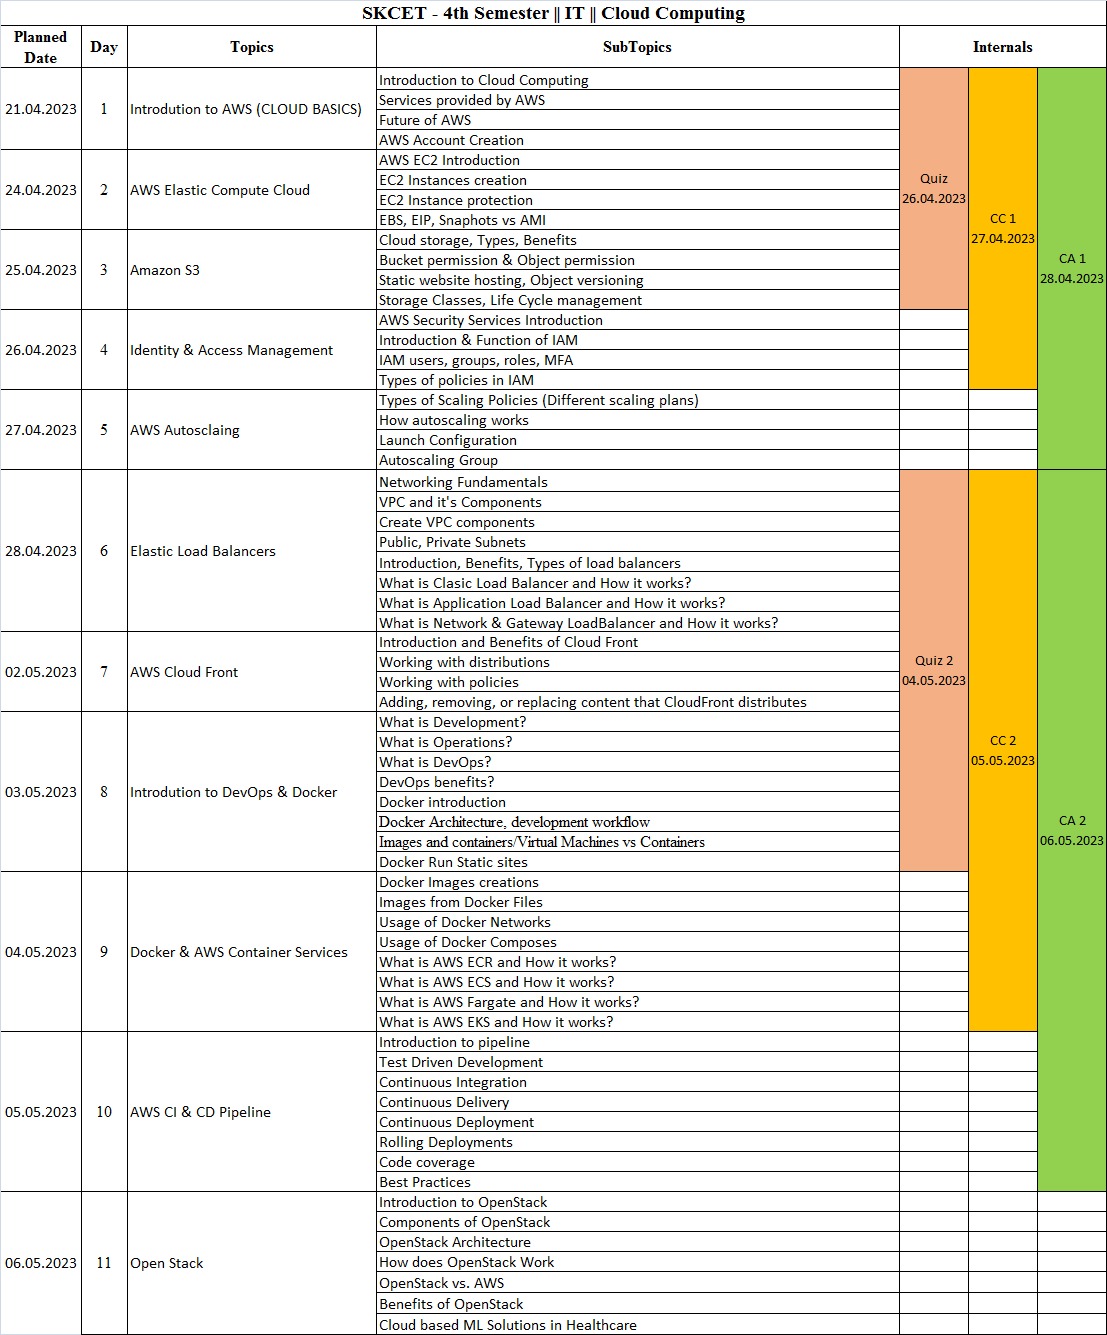 SKCET - 4th Semester || IT || Cloud Computing
Planned Date
Day
Topics
SubTopics
Internals
21.04.2023
1
Introdution to AWS (CLOUD BASICS)
Introduction to Cloud Computing
Services provided by AWS
Future of AWS
AWS Account Creation
24.04.2023
2
AWS Elastic Compute Cloud
AWS EC2 Introduction
EC2 Instances creation
EC2 Instance protection
EBS, EIP, Snaphots vs AMI
25.04.2023
3
Amazon S3
Cloud storage, Types, Benefits
Bucket permission & Object permission
Static website hosting, Object versioning
Storage Classes, Life Cycle management
Quiz
26.04.2023
26.04.2023
4
Identity & Access Management
AWS Security Services Introduction
Introduction & Function of IAM
IAM users, groups, roles, MFA
Types of policies in IAM
CC 1
27.04.2023
27.04.2023
5
AWS Autosclaing
Types of Scaling Policies (Different scaling plans)
How autoscaling works
Launch Configuration
Autoscaling Group
CA 1
28.04.2023
28.04.2023
6
Elastic Load Balancers
Networking Fundamentals
VPC and it's Components
Create VPC components
Public, Private Subnets
Introduction, Benefits, Types of load balancers
What is Clasic Load Balancer and How it works?
What is Application Load Balancer and How it works?
What is Network & Gateway LoadBalancer and How it works?
02.05.2023
7
AWS Cloud Front
Introduction and Benefits of Cloud Front
Working with distributions
Working with policies
Adding, removing, or replacing content that CloudFront distributes
03.05.2023
8
Introdution to DevOps & Docker
What is Development?
What is Operations?
What is DevOps?
DevOps benefits?
Docker introduction
Docker Architecture, development workflow
Images and containers/Virtual Machines vs Containers
Docker Run Static sites
Quiz 2
04.05.2023
04.05.2023
9
Docker & AWS Container Services
Docker Images creations
Images from Docker Files
Usage of Docker Networks
Usage of Docker Composes
What is AWS ECR and How it works?
What is AWS ECS and How it works?
What is AWS Fargate and How it works?
What is AWS EKS and How it works?
CC 2
05.05.2023
05.05.2023
10
AWS CI & CD Pipeline
Introduction to pipeline
Test Driven Development
Continuous Integration
Continuous Delivery
Continuous Deployment
Rolling Deployments
Code coverage
Best Practices
CA 2
06.05.2023
06.05.2023
11
Open Stack
Introduction to OpenStack
Components of OpenStack
OpenStack Architecture
How does OpenStack Work
OpenStack vs. AWS
Benefits of OpenStack
Cloud based ML Solutions in Healthcare